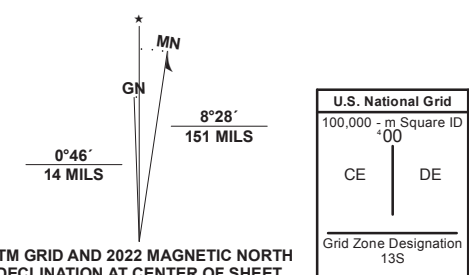 ★
MN
GN
8°28´
151 MILS
0°46´
14 MILS
TM GRID AND 2022 MAGNETIC NORTH
DECLINATION AT CENTER OF SHEET
U.S. National Grid
100,000 - m Square ID
⁴00
CE DE
Grid Zone Designation
13S